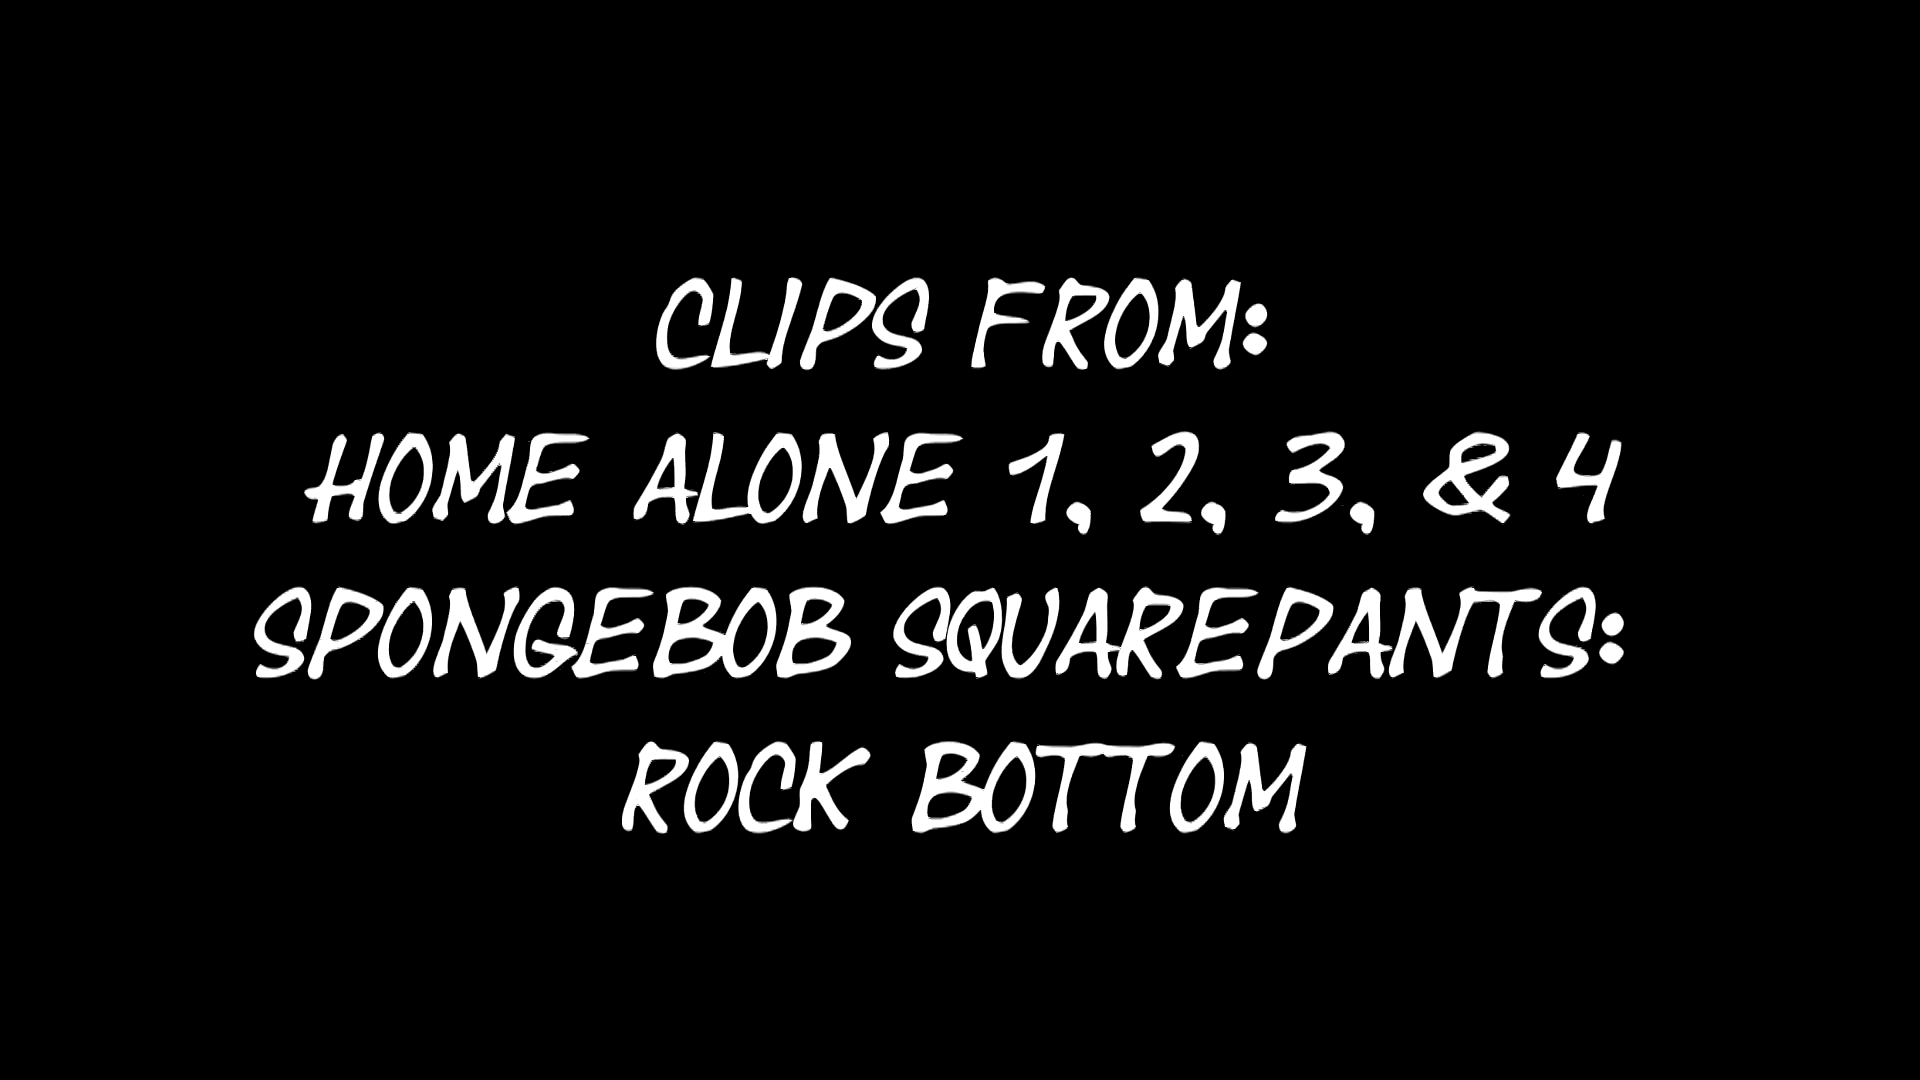 CLIPS FROM:
HOME ALONE 1, 2, 3, & 4
SPONGEBOB SQUAREPANTS:
ROCK BOTTOM